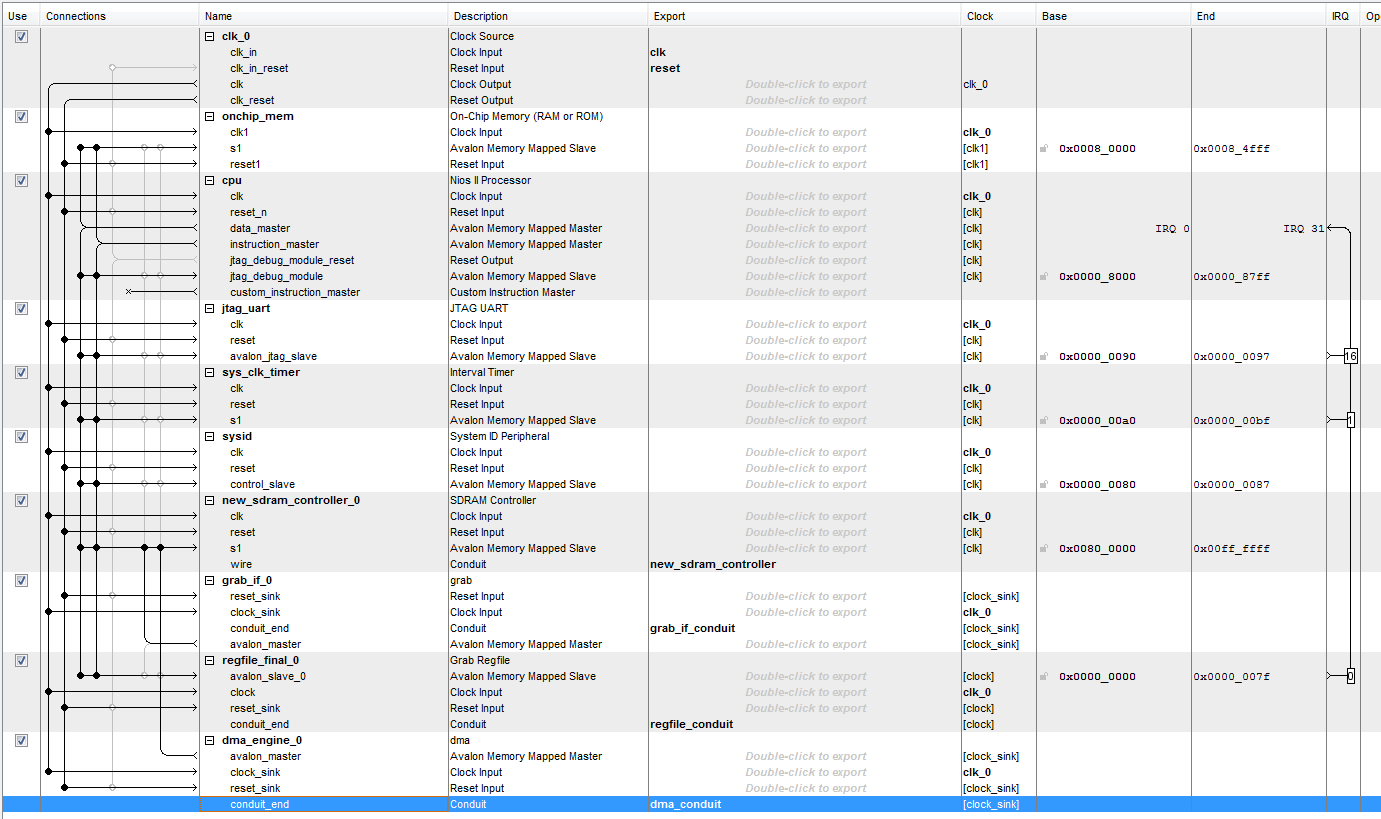 Use Connections Name Description Export Clock Base End IRQ Op
clk_0 Clock Source
clk_in Clock Input clk
clk_in_reset Reset Input reset
clk Clock Output Double-click to export clk_0
clk_reset Reset Output Double-click to export
onchip_mem On-Chip Memory (RAM or ROM)
clk1 Clock Input Double-click to export clk_0
s1 Avalon Memory Mapped Slave Double-click to export [clk1] 0x0008_0000 0x0008_4fff
reset1 Reset Input Double-click to export [clk1]
cpu Nios II Processor
clk Clock Input Double-click to export clk_0
reset_n Reset Input Double-click to export [clk]
data_master Avalon Memory Mapped Master Double-click to export [clk] IRQ 0 IRQ 31
instruction_master Avalon Memory Mapped Master Double-click to export [clk]
jtag_debug_module_reset Reset Output Double-click to export [clk]
jtag_debug_module Avalon Memory Mapped Slave Double-click to export [clk] 0x0000_8000 0x0000_87ff
custom_instruction_master Custom Instruction Master Double-click to export
jtag_uart JTAG UART
clk Clock Input Double-click to export clk_0
reset Reset Input Double-click to export [clk]
avalon_jtag_slave Avalon Memory Mapped Slave Double-click to export [clk] 0x0000_0090 0x0000_0097 16
sys_clk_timer Interval Timer
clk Clock Input Double-click to export clk_0
reset Reset Input Double-click to export [clk]
s1 Avalon Memory Mapped Slave Double-click to export [clk] 0x0000_00a0 0x0000_00bf 1
sysid System ID Peripheral
clk Clock Input Double-click to export clk_0
reset Reset Input Double-click to export [clk]
control_slave Avalon Memory Mapped Slave Double-click to export [clk] 0x0000_0080 0x0000_0087
new_sdram_controller_0 SDRAM Controller
clk Clock Input Double-click to export clk_0
reset Reset Input Double-click to export [clk]
s1 Avalon Memory Mapped Slave Double-click to export [clk] 0x0080_0000 0x00ff_ffff
wire Conduit new_sdram_controller
grab_if_0 grab
reset_sink Reset Input Double-click to export [clock_sink]
clock_sink Clock Input Double-click to export clk_0
conduit_end Conduit grab_if_conduit [clock_sink]
avalon_master Avalon Memory Mapped Master Double-click to export [clock_sink]
regfile_final_0 Grab Regfile
avalon_slave_0 Avalon Memory Mapped Slave Double-click to export [clock] 0x0000_0000 0x0000_007f 0
clock Clock Input Double-click to export clk_0
reset_sink Reset Input Double-click to export [clock]
conduit_end Conduit regfile_conduit [clock]
dma_engine_0 dma
avalon_master Avalon Memory Mapped Master Double-click to export [clock_sink]
clock_sink Clock Input Double-click to export clk_0
reset_sink Reset Input Double-click to export [clock_sink]
conduit_end Conduit dma_conduit [clock_sink]